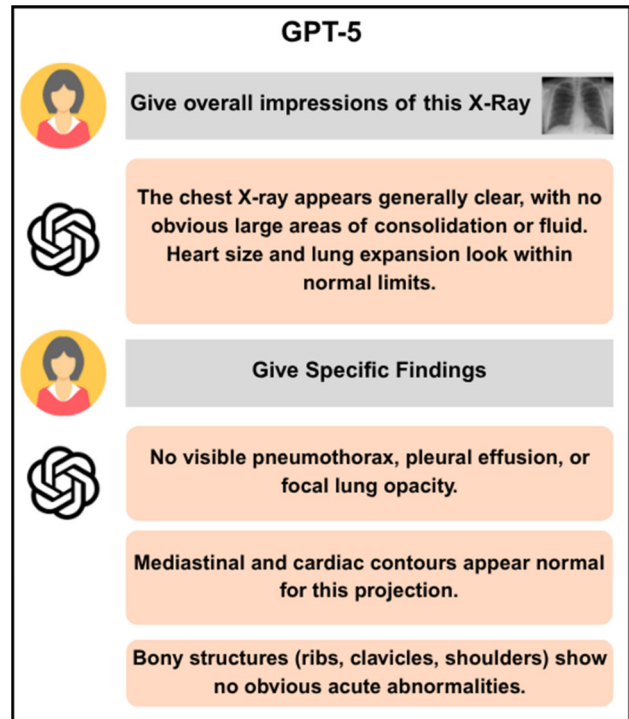 GPT-5
Give overall impressions of this X-Ray
The chest X-ray appears generally clear, with no
obvious large areas of consolidation or fluid.
Heart size and lung expansion look within
normal limits.
Give Specific Findings
No visible pneumothorax, pleural effusion, or
focal lung opacity.
Mediastinal and cardiac contours appear normal
for this projection.
Bony structures (ribs, clavicles, shoulders) show
no obvious acute abnormalities.